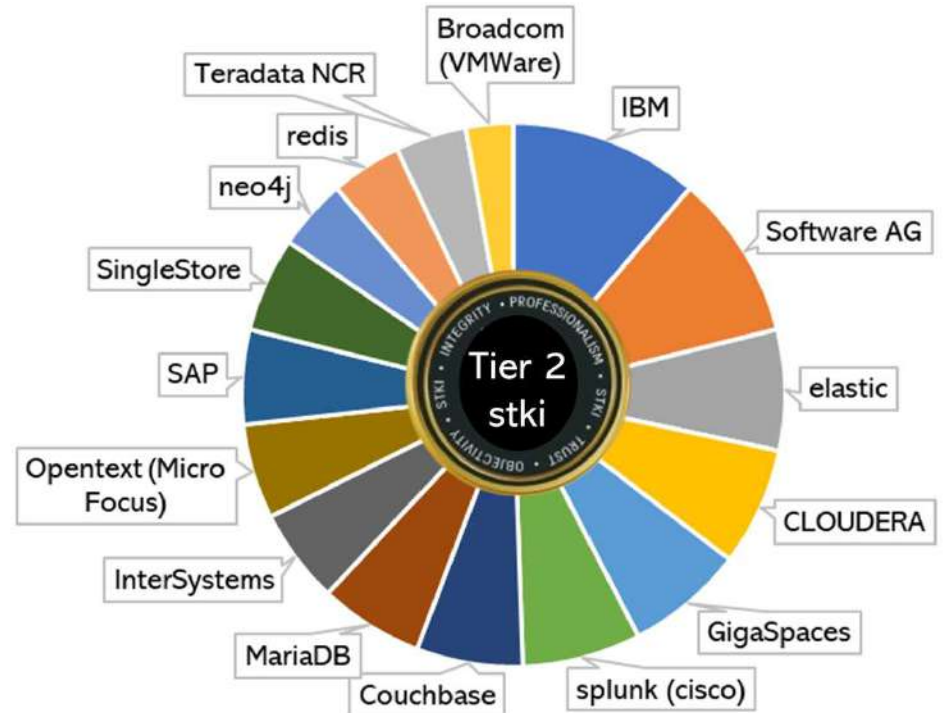 Broadcom
(VMWare)
Teradata NCR
IBM
redis
neo4j
Software AG
SingleStore
INTEGRITY • PROFESSIONALISM • STKI • TRUST • OBJECTIVITY • STKI •
Tier 2
stki
SAP
elastic
Opentext (Micro
Focus)
CLOUDERA
InterSystems
GigaSpaces
MariaDB
Couchbase
splunk (cisco)